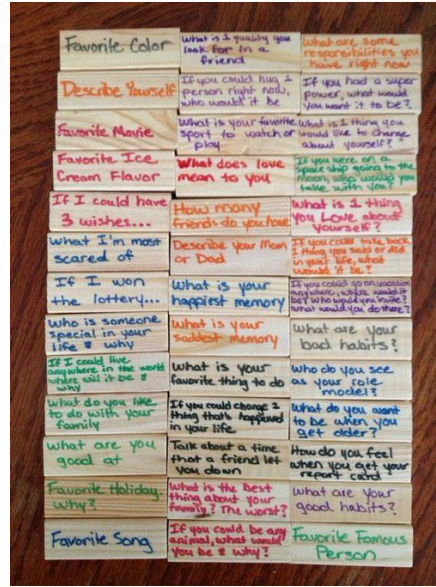 Favorite Color
What is 1 quality you
look for in a
friend
What are some
responsibilities you
have right now
Describe Yourself
If you could hug 1
person right now,
who would it be
If you had a super
power, what would
you want it to be?
Favorite Movie
What is your favorite
sport to watch or
play
What is 1 thing you
would like to change
about yourself?
Favorite Ice
Cream Flavor
What does love
mean to you
If you were on a
space ship going to the
moon, who would you
take with you?
If I could have
3 wishes...
How many
friends do you have
What is 1 thing
you Love about
yourself?
What I'm most
scared of
Describe your Mom
or Dad
If you could take back
1 thing you said or did
in your life, what
would it be?
If I won
the lottery...
What is your
happiest memory
If you could go on vacation
anywhere, where would it
be? Who would you invite?
What would you do there?
Who is someone
special in your
life & why
What is your
saddest memory
What are your
bad habits?
If I could live
anywhere in the world
where will it be &
why
What is your
favorite thing to do
Who do you see
as your role
model?
What do you like
to do with your
family
If you could change 1
thing that's happened
in your life
What do you want
to be when you
get older?
What are you
good at
Talk about a time
that a friend let
you down
How do you feel
when you get your
report card
Favorite Holiday.
Why?
What is the best
thing about your
family? The worst?
What are your
good habits?
Favorite Song
If you could be any
animal, what would
you be & why?
Favorite Famous
Person